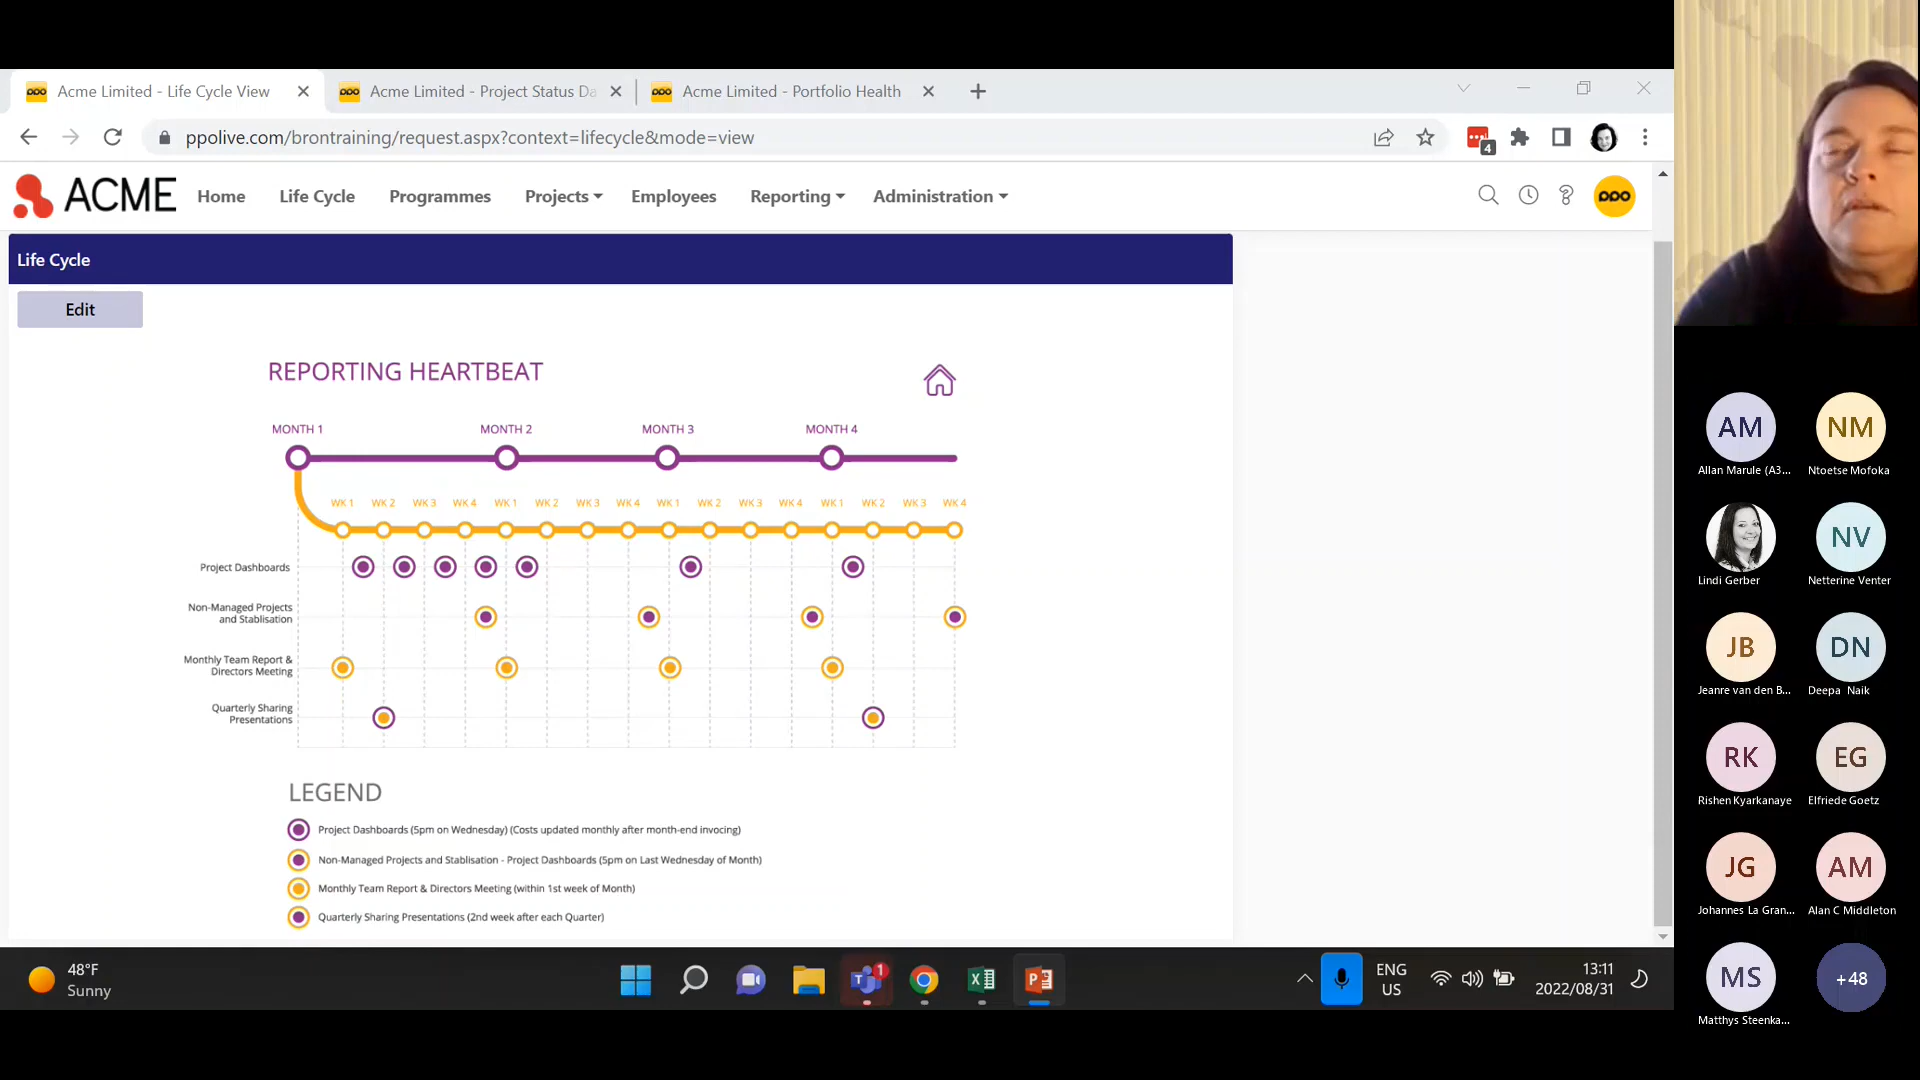 Acme Limited - Life Cycle View
Acme Limited - Project Status Da
Acme Limited - Portfolio Health
ppolive.com/brontraining/request.aspx?context=lifecycle&mode=view
4
ACME
Home
Life Cycle
Programmes
Projects
Employees
Reporting
Administration
ppo
Life Cycle
Edit
REPORTING HEARTBEAT
MONTH 1
MONTH 2
MONTH 3
MONTH 4
WK 1 WK 2 WK 3 WK 4 WK 1 WK 2 WK 3 WK 4 WK 1 WK 2 WK 3 WK 4 WK 1 WK 2 WK 3 WK 4
Project Dashboards
Non-Managed Projects
and Stablisation
Monthly Team Report &
Directors Meeting
Quarterly Sharing
Presentations
LEGEND
Project Dashboards (5pm on Wednesday) (Costs updated monthly after month-end invocing)
Non-Managed Projects and Stablisation - Project Dashboards (5pm on Last Wednesday of Month)
Monthly Team Report & Directors Meeting (within 1st week of Month)
Quarterly Sharing Presentations (2nd week after each Quarter)
48°F
Sunny
1
ENG
US
13:11
2022/08/31
AM
Allan Marule (A3...
NM
Ntoetse Mofoka
Lindi Gerber
NV
Netterine Venter
JB
Jeanre van den B...
DN
Deepa Naik
RK
Rishen Kyarkanaye
EG
Elfriede Goetz
JG
Johannes La Gran...
AM
Alan C Middleton
MS
Matthys Steenka...
+48